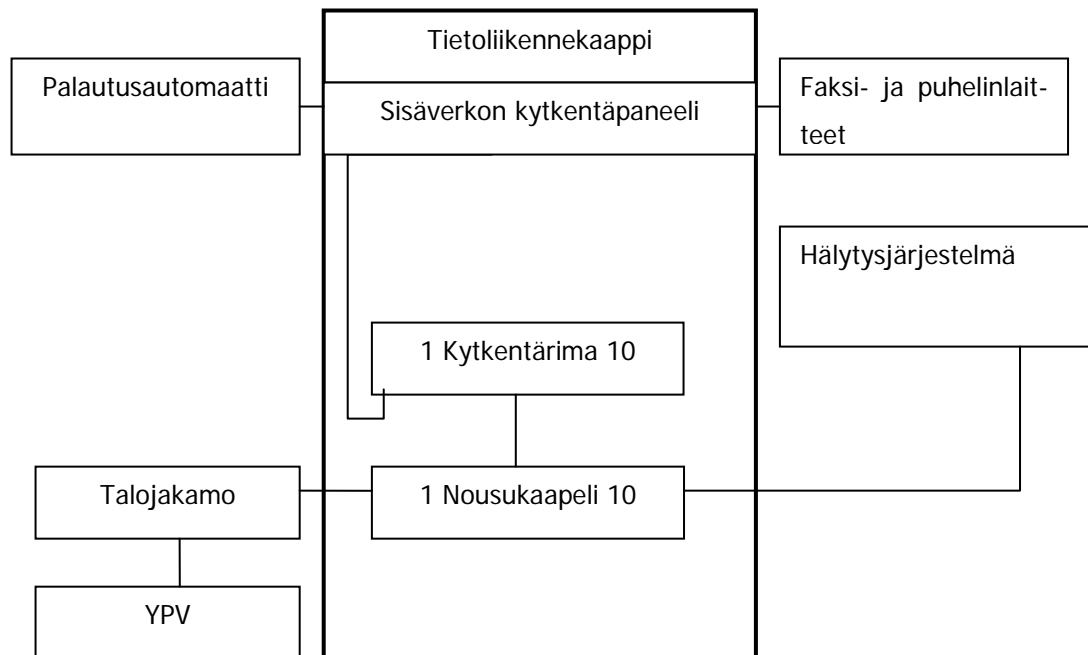 Tietoliikennekaappi
Palautusautomaatti
Sisäverkon kytkentäpaneeli
Faksi- ja puhelinlait-
teet
Hälytysjärjestelmä
1 Kytkentärima 10
Talojakamo
1 Nousukaapeli 10
YPV